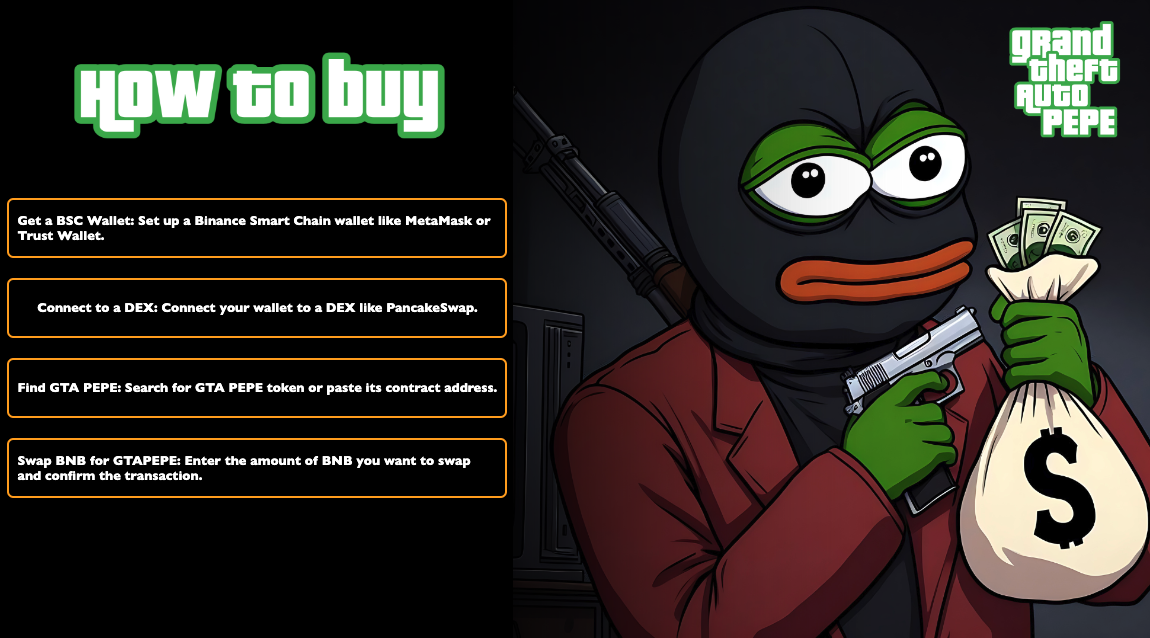 How to buy
grand
theft
Auto
PEPE
Get a BSC Wallet: Set up a Binance Smart Chain wallet like MetaMask or
Trust Wallet.
Connect to a DEX: Connect your wallet to a DEX like PancakeSwap.
Find GTA PEPE: Search for GTA PEPE token or paste its contract address.
Swap BNB for GTAPEPE: Enter the amount of BNB you want to swap
and confirm the transaction.
$